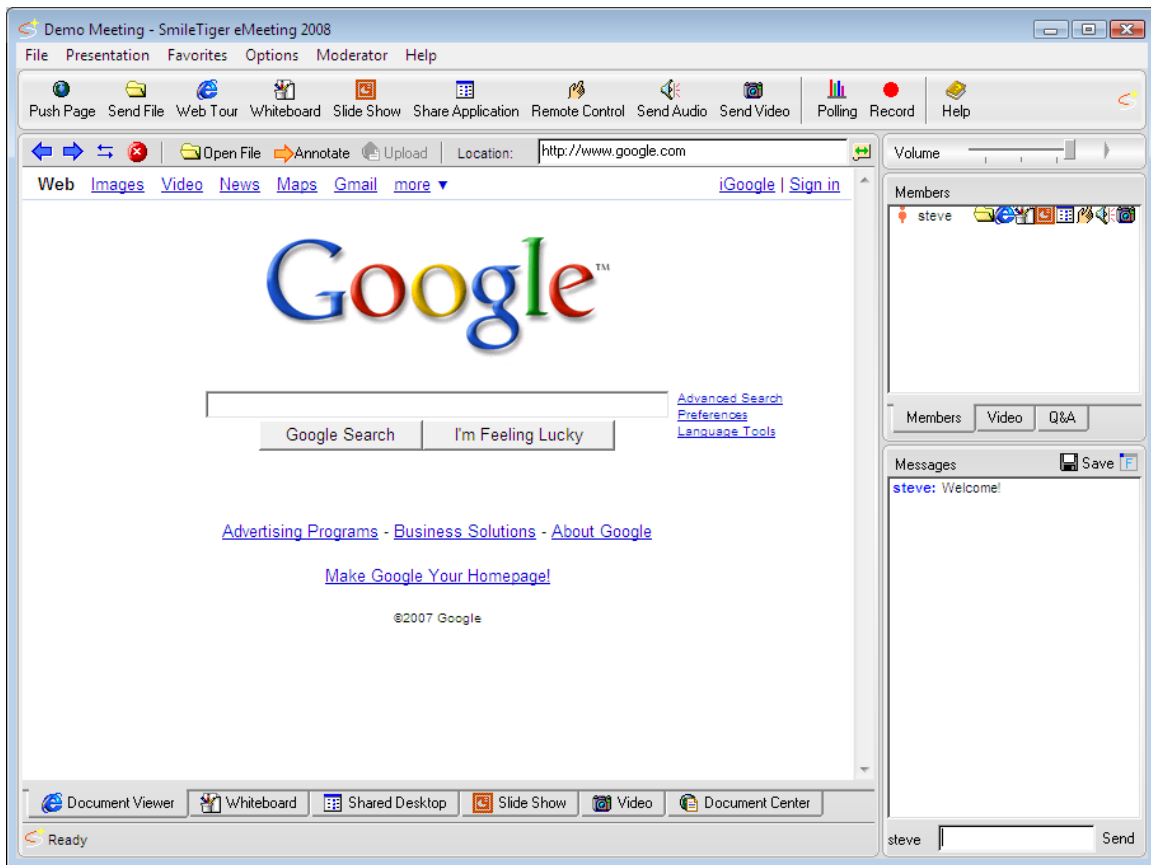 Demo Meeting - SmileTiger eMeeting 2008
File Presentation Favorites Options Moderator Help
Push Page Send File Web Tour Whiteboard Slide Show Share Application Remote Control Send Audio Send Video Polling Record Help
Open File Annotate Upload Location: http://www.google.com
Web Images Video News Maps Gmail more ▼ iGoogle | Sign in
Google™
Advanced Search
Preferences
Language Tools
Google Search I'm Feeling Lucky
Advertising Programs - Business Solutions - About Google
Make Google Your Homepage!
©2007 Google
Document Viewer Whiteboard Shared Desktop Slide Show Video Document Center
Ready
Volume
Members
steve
Members Video Q&A
Messages Save F
steve: Welcome!
steve Send